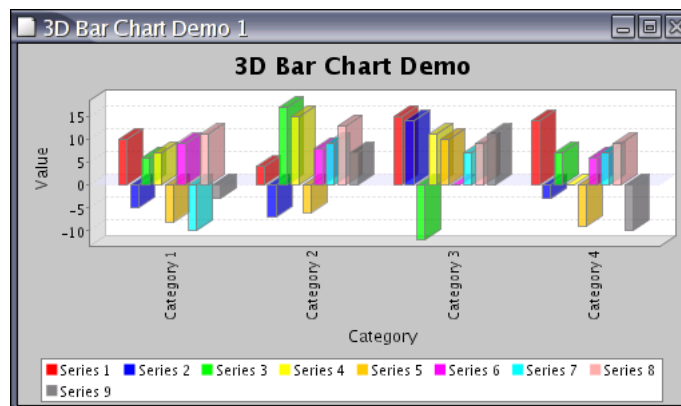 3D Bar Chart Demo 1
3D Bar Chart Demo
Value
15
10
5
0
-5
-10
Category 1
Category 2
Category 3
Category 4
Category
Series 1 Series 2 Series 3 Series 4 Series 5 Series 6 Series 7 Series 8
Series 9